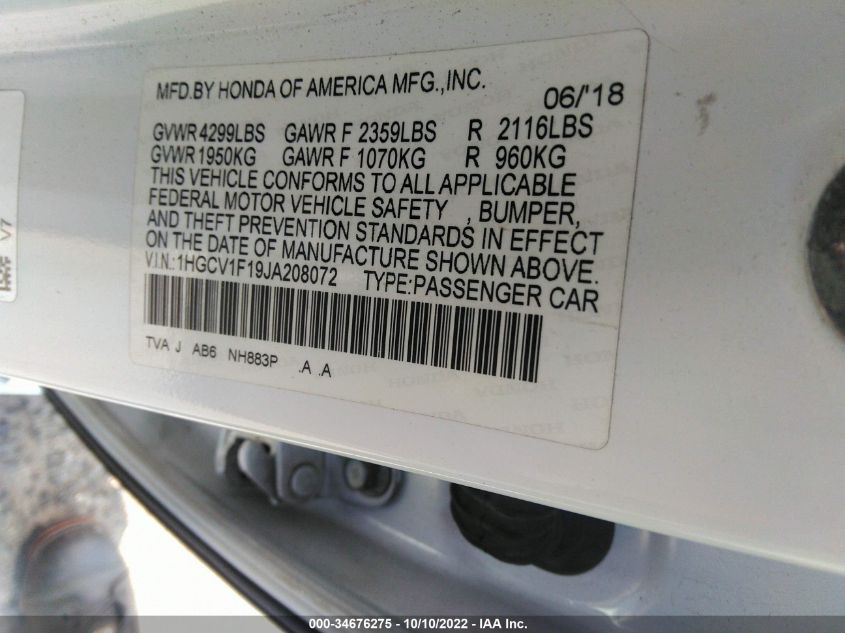 MFD.BY HONDA OF AMERICA MFG.,INC.
06/'18
GVWR 4299LBS GAWR F 2359LBS R 2116LBS
GVWR 1950KG GAWR F 1070KG R 960KG
THIS VEHICLE CONFORMS TO ALL APPLICABLE
FEDERAL MOTOR VEHICLE SAFETY , BUMPER,
AND THEFT PREVENTION STANDARDS IN EFFECT
ON THE DATE OF MANUFACTURE SHOWN ABOVE.
V.I.N.:1HGCV1F19JA208072 TYPE:PASSENGER CAR
TVA J AB6 NH883P .A .A
V7
000-34676275 - 10/10/2022 - IAA Inc.